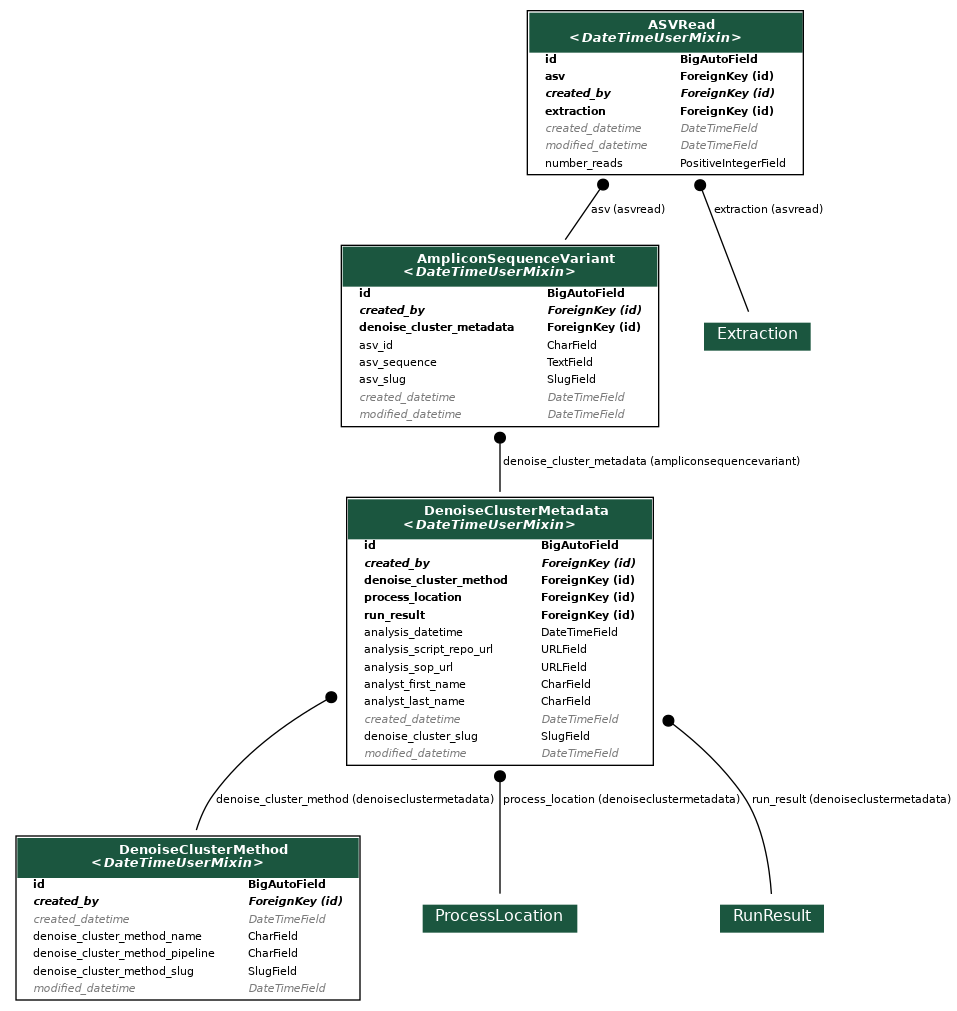 ASVRead
<DateTimeUserMixin>
id BigAutoField
asv ForeignKey (id)
created_by ForeignKey (id)
extraction ForeignKey (id)
created_datetime DateTimeField
modified_datetime DateTimeField
number_reads PositiveIntegerField
asv (asvread)
extraction (asvread)
AmpliconSequenceVariant
<DateTimeUserMixin>
id BigAutoField
created_by ForeignKey (id)
denoise_cluster_metadata ForeignKey (id)
asv_id CharField
asv_sequence TextField
asv_slug SlugField
created_datetime DateTimeField
modified_datetime DateTimeField
Extraction
denoise_cluster_metadata (ampliconsequencevariant)
DenoiseClusterMetadata
<DateTimeUserMixin>
id BigAutoField
created_by ForeignKey (id)
denoise_cluster_method ForeignKey (id)
process_location ForeignKey (id)
run_result ForeignKey (id)
analysis_datetime DateTimeField
analysis_script_repo_url URLField
analysis_sop_url URLField
analyst_first_name CharField
analyst_last_name CharField
created_datetime DateTimeField
denoise_cluster_slug SlugField
modified_datetime DateTimeField
denoise_cluster_method (denoiseclustermetadata)
process_location (denoiseclustermetadata)
run_result (denoiseclustermetadata)
DenoiseClusterMethod
<DateTimeUserMixin>
id BigAutoField
created_by ForeignKey (id)
created_datetime DateTimeField
denoise_cluster_method_name CharField
denoise_cluster_method_pipeline CharField
denoise_cluster_method_slug SlugField
modified_datetime DateTimeField
ProcessLocation
RunResult